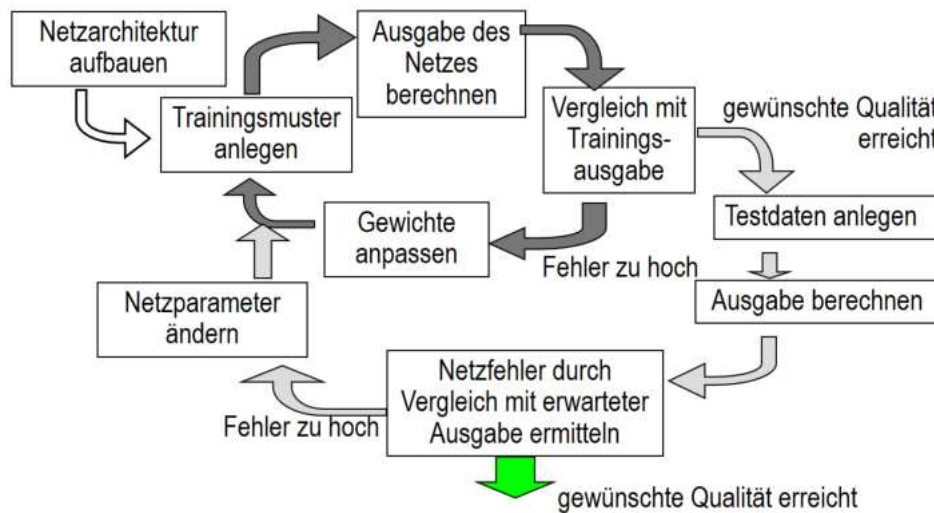 Netzarchitektur
aufbauen
Ausgabe des
Netzes
berechnen
Trainingsmuster
anlegen
Vergleich mit
Trainings-
ausgabe
gewünschte Qualität
erreicht
Gewichte
anpassen
Fehler zu hoch
Testdaten anlegen
Ausgabe berechnen
Netzparameter
ändern
Netzfehler durch
Vergleich mit erwarteter
Ausgabe ermitteln
Fehler zu hoch
gewünschte Qualität erreicht